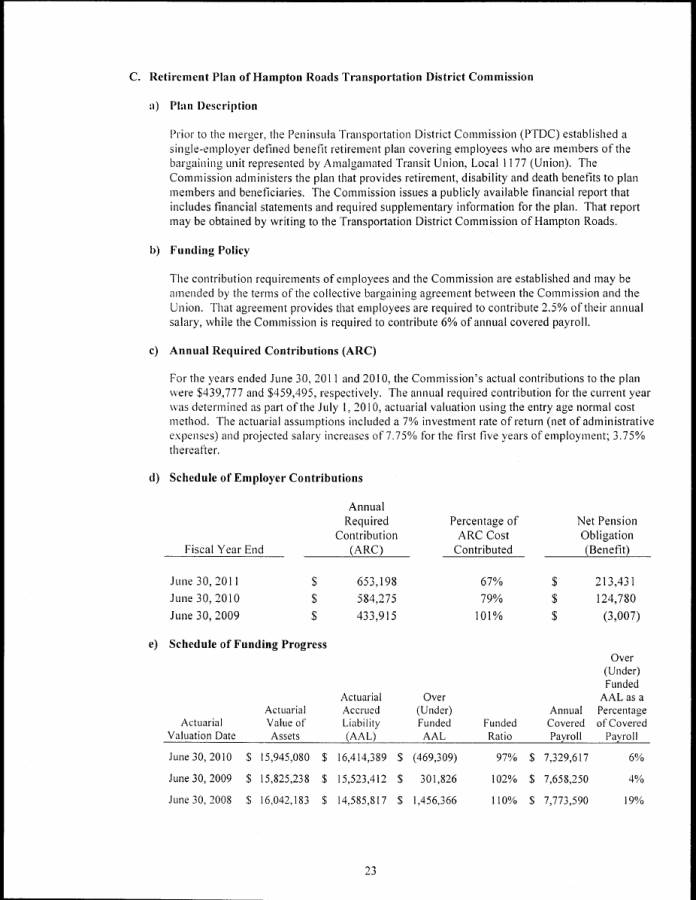 C. Retirement Plan of Hampton Roads Transportation District Commission
a) Plan Description
Prior to the merger, the Peninsula Transportation District Commission (PTDC) established a
single-employer defined benefit retirement plan covering employees who are members of the
bargaining unit represented by Amalgamated Transit Union, Local 1177 (Union). The
Commission administers the plan that provides retirement, disability and death benefits to plan
members and beneficiaries. The Commission issues a publicly available financial report that
includes financial statements and required supplementary information for the plan. That report
may be obtained by writing to the Transportation District Commission of Hampton Roads.
b) Funding Policy
The contribution requirements of employees and the Commission are established and may be
amended by the terms of the collective bargaining agreement between the Commission and the
Union. That agreement provides that employees are required to contribute 2.5% of their annual
salary, while the Commission is required to contribute 6% of annual covered payroll.
c) Annual Required Contributions (ARC)
For the years ended June 30, 2011 and 2010, the Commission's actual contributions to the plan
were $439,777 and $459,495, respectively. The annual required contribution for the current year
was determined as part of the July 1, 2010, actuarial valuation using the entry age normal cost
method. The actuarial assumptions included a 7% investment rate of return (net of administrative
expenses) and projected salary increases of 7.75% for the first five years of employment; 3.75%
thereafter.
d) Schedule of Employer Contributions
Annual
Required Percentage of Net Pension
Contribution ARC Cost Obligation
Fiscal Year End (ARC) Contributed (Benefit)
June 30, 2011 $ 653,198 67% $ 213,431
June 30, 2010 $ 584,275 79% $ 124,780
June 30, 2009 $ 433,915 101% $ (3,007)
e) Schedule of Funding Progress
Over
(Under)
Funded
Actuarial Over AAL as a
Actuarial Accrued (Under) Annual Percentage
Actuarial Value of Liability Funded Funded Covered of Covered
Valuation Date Assets (AAL) AAL Ratio Payroll Payroll
June 30, 2010 $ 15,945,080 $ 16,414,389 $ (469,309) 97% $ 7,329,617 6%
June 30, 2009 $ 15,825,238 $ 15,523,412 $ 301,826 102% $ 7,658,250 4%
June 30, 2008 $ 16,042,183 $ 14,585,817 $ 1,456,366 110% $ 7,773,590 19%
23